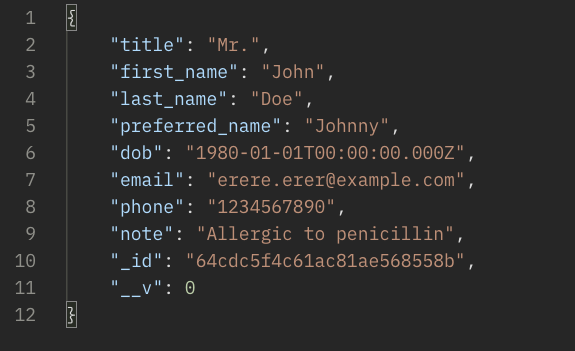 1 {
2 "title": "Mr.",
3 "first_name": "John",
4 "last_name": "Doe",
5 "preferred_name": "Johnny",
6 "dob": "1980-01-01T00:00:00.000Z",
7 "email": "erere.erer@example.com",
8 "phone": "1234567890",
9 "note": "Allergic to penicillin",
10 "_id": "64cdc5f4c61ac81ae568558b",
11 "__v": 0
12 }